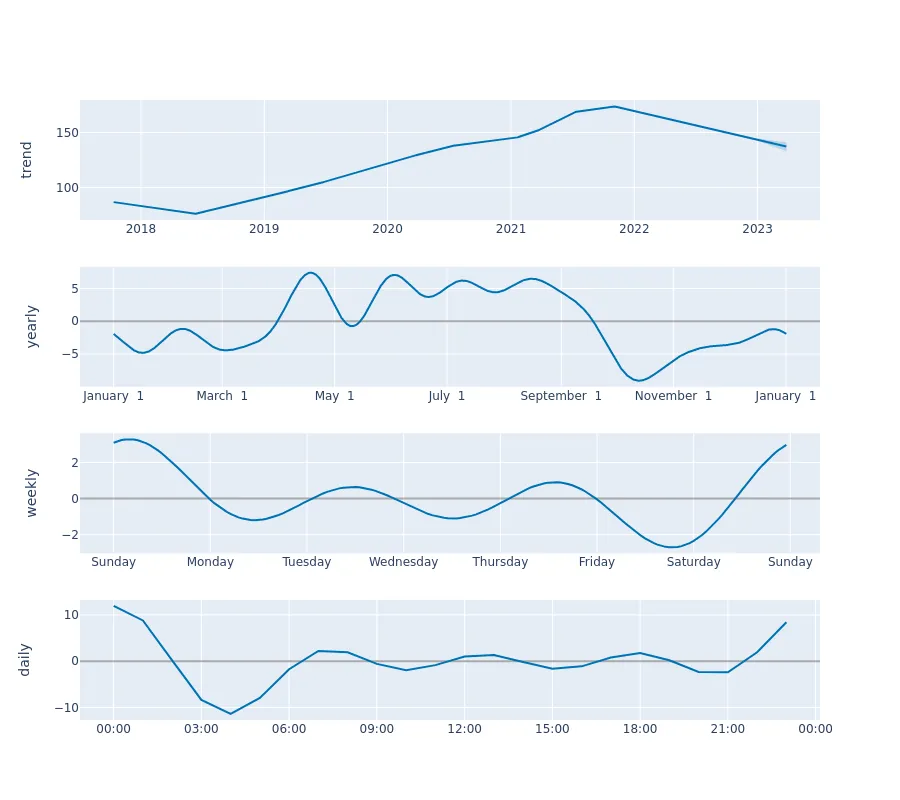 trend
150
100
2018 2019 2020 2021 2022 2023
yearly
5
0
−5
January 1 March 1 May 1 July 1 September 1 November 1 January 1
weekly
2
0
−2
Sunday Monday Tuesday Wednesday Thursday Friday Saturday Sunday
daily
10
0
−10
00:00 03:00 06:00 09:00 12:00 15:00 18:00 21:00 00:00